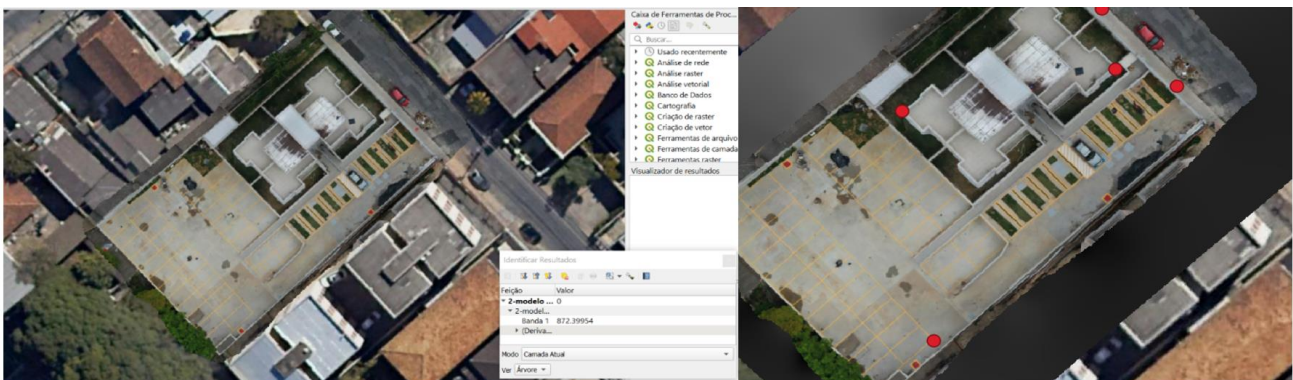 Caixa de Ferramentas de Proc...
Buscar...
Usado recentemente
Análise de rede
Análise raster
Análise vetorial
Banco de Dados
Cartografia
Criação de raster
Criação de vetor
Ferramentas de arquivo
Ferramentas de camada
Ferramentas raster
Visualizador de resultados
Identificar Resultados
Feição Valor
2-modelo ... 0
2-model...
Banda 1 872.39954
(Deriva...
Modo Camada Atual
Ver Árvore